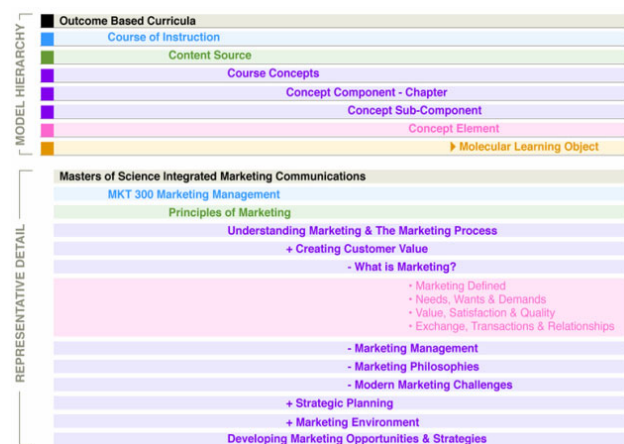 MODEL HIERARCHY
Outcome Based Curricula
Course of Instruction
Content Source
Course Concepts
Concept Component - Chapter
Concept Sub-Component
Concept Element
Molecular Learning Object
REPRESENTATIVE DETAIL
Masters of Science Integrated Marketing Communications
MKT 300 Marketing Management
Principles of Marketing
Understanding Marketing & The Marketing Process
+ Creating Customer Value
- What is Marketing?
• Marketing Defined
• Needs, Wants & Demands
• Value, Satisfaction & Quality
• Exchange, Transactions & Relationships
- Marketing Management
- Marketing Philosophies
- Modern Marketing Challenges
+ Strategic Planning
+ Marketing Environment
Developing Marketing Opportunities & Strategies